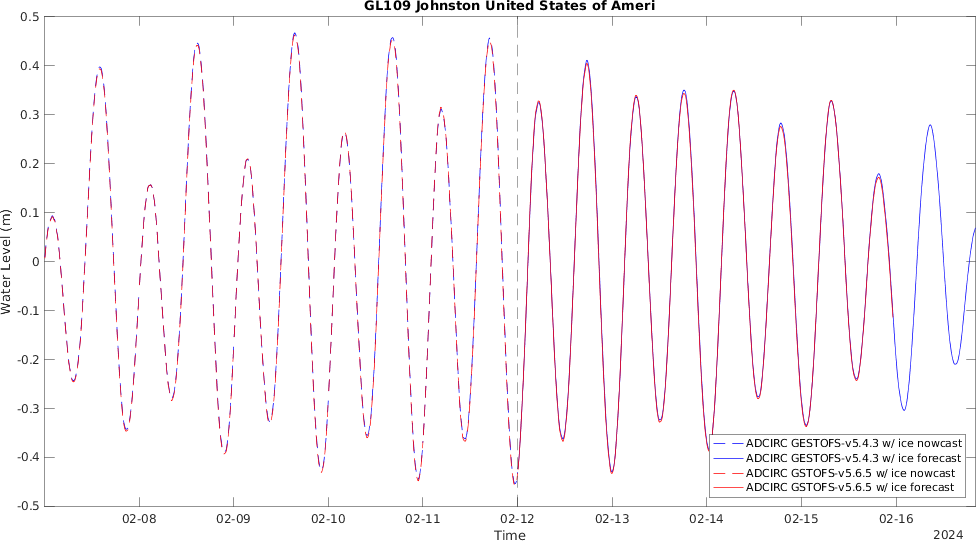 GL109 Johnston United States of Ameri
0.5
0.4
0.3
0.2
0.1
0
-0.1
-0.2
-0.3
-0.4
-0.5
Water Level (m)
ADCIRC GESTOFS-v5.4.3 w/ ice nowcast
ADCIRC GESTOFS-v5.4.3 w/ ice forecast
ADCIRC GSTOFS-v5.6.5 w/ ice nowcast
ADCIRC GSTOFS-v5.6.5 w/ ice forecast
02-08 02-09 02-10 02-11 02-12 02-13 02-14 02-15 02-16
Time
2024